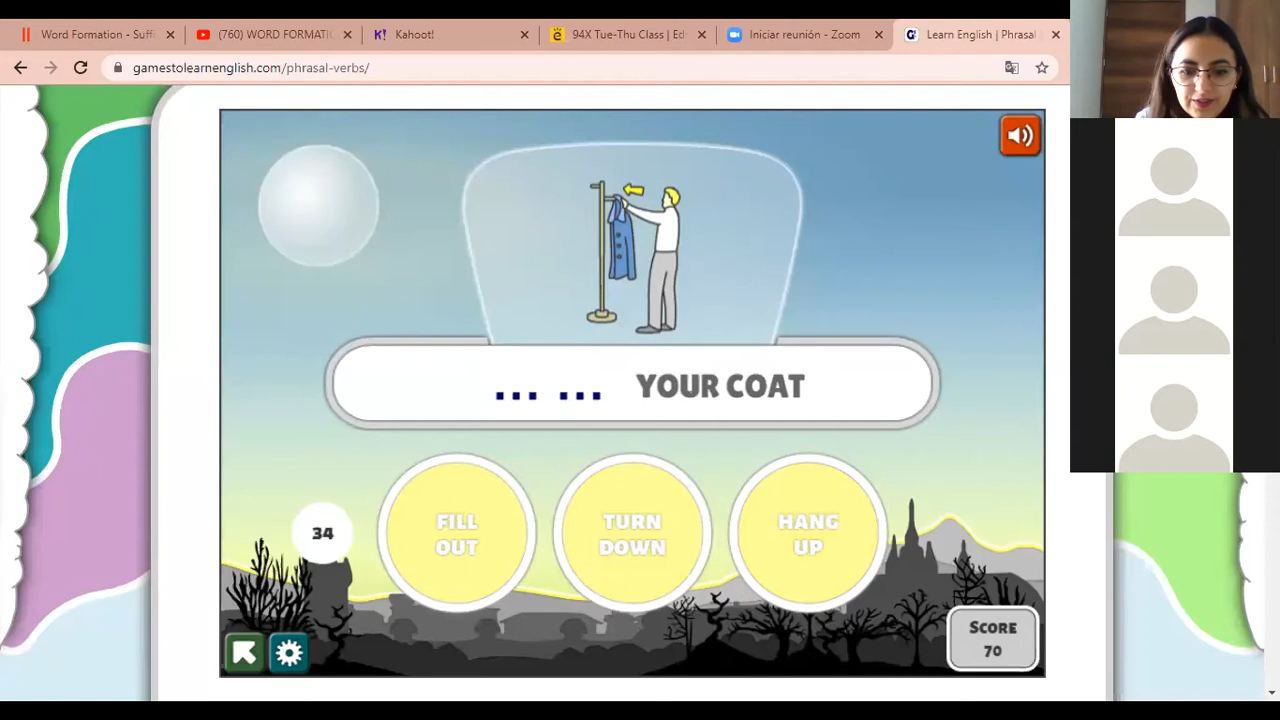 Word Formation - Suff
(760) WORD FORMATI
Kahoot!
94X Tue-Thu Class | Ed
Iniciar reunión - Zoom
Learn English | Phrasal
gamestolearnenglish.com/phrasal-verbs/
... ... YOUR COAT
34
FILL
OUT
TURN
DOWN
HANG
UP
SCORE
70